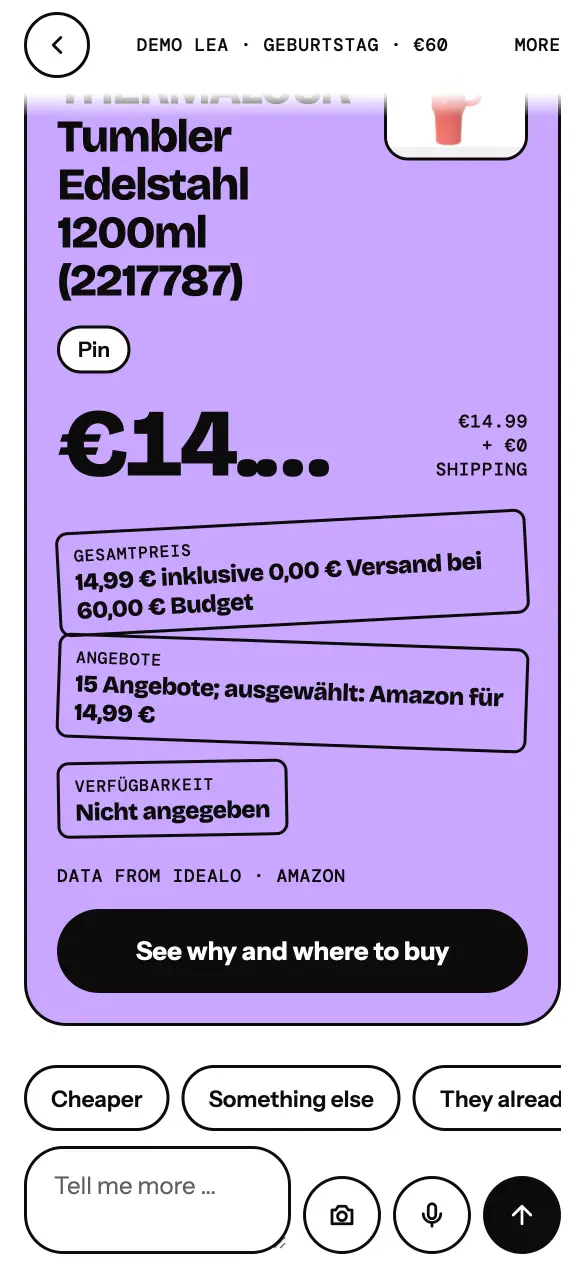 DEMO LEA · GEBURTSTAG · €60
MORE
Tumbler
Edelstahl
1200ml
(2217787)
Pin
€14.…
€14.99
+ €0
SHIPPING
GESAMTPREIS
14,99 € inklusive 0,00 € Versand bei
60,00 € Budget
ANGEBOTE
15 Angebote; ausgewählt: Amazon für
14,99 €
VERFÜGBARKEIT
Nicht angegeben
DATA FROM IDEALO · AMAZON
See why and where to buy
Cheaper
Something else
They alread
Tell me more ...